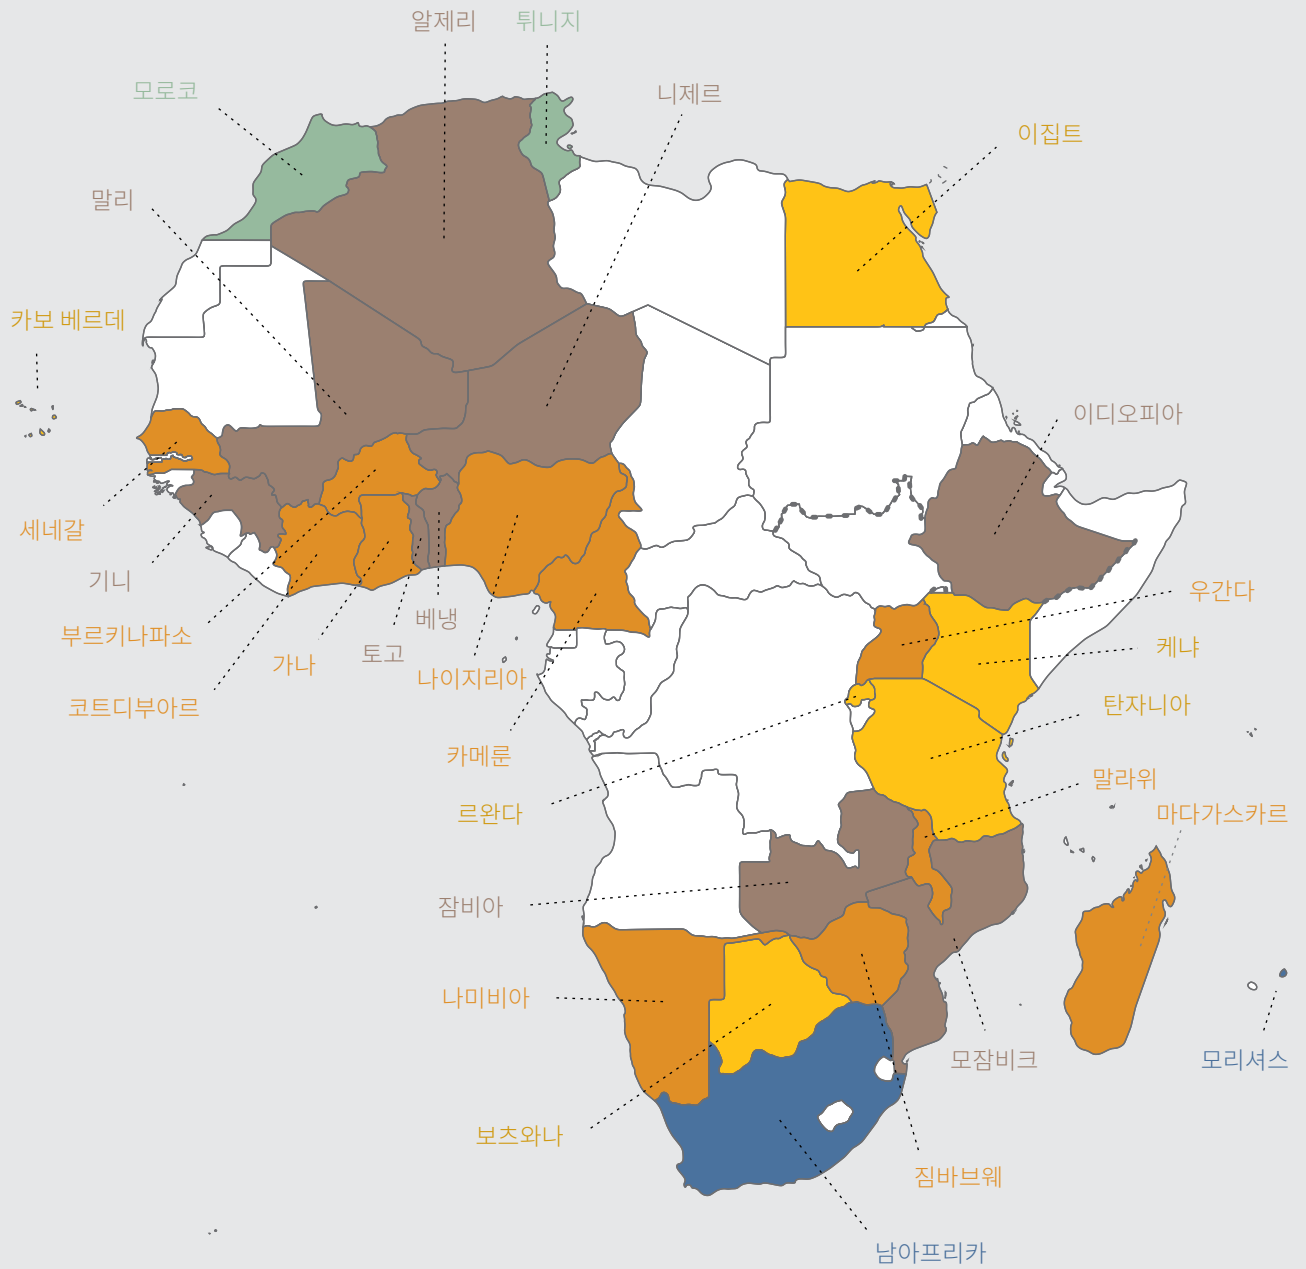 알제리
튀니지
모로코
니제르
이집트
말리
카보 베르데
이디오피아
세네갈
기니
우간다
베냉
부르키나파소
케냐
토고
가나
나이지리아
탄자니아
코트디부아르
카메룬
말라위
르완다
마다가스카르
잠비아
나미비아
모잠비크
모리셔스
보츠와나
짐바브웨
남아프리카